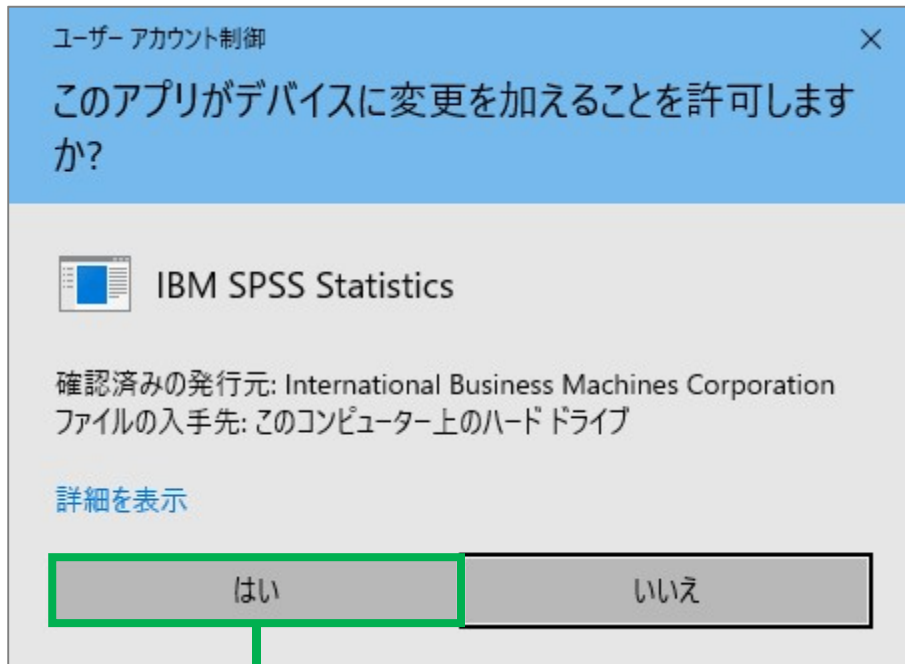 ユーザー アカウント制御
このアプリがデバイスに変更を加えることを許可します
か?
IBM SPSS Statistics
確認済みの発行元: International Business Machines Corporation
ファイルの入手先: このコンピューター上のハード ドライブ
詳細を表示
はい
いいえ